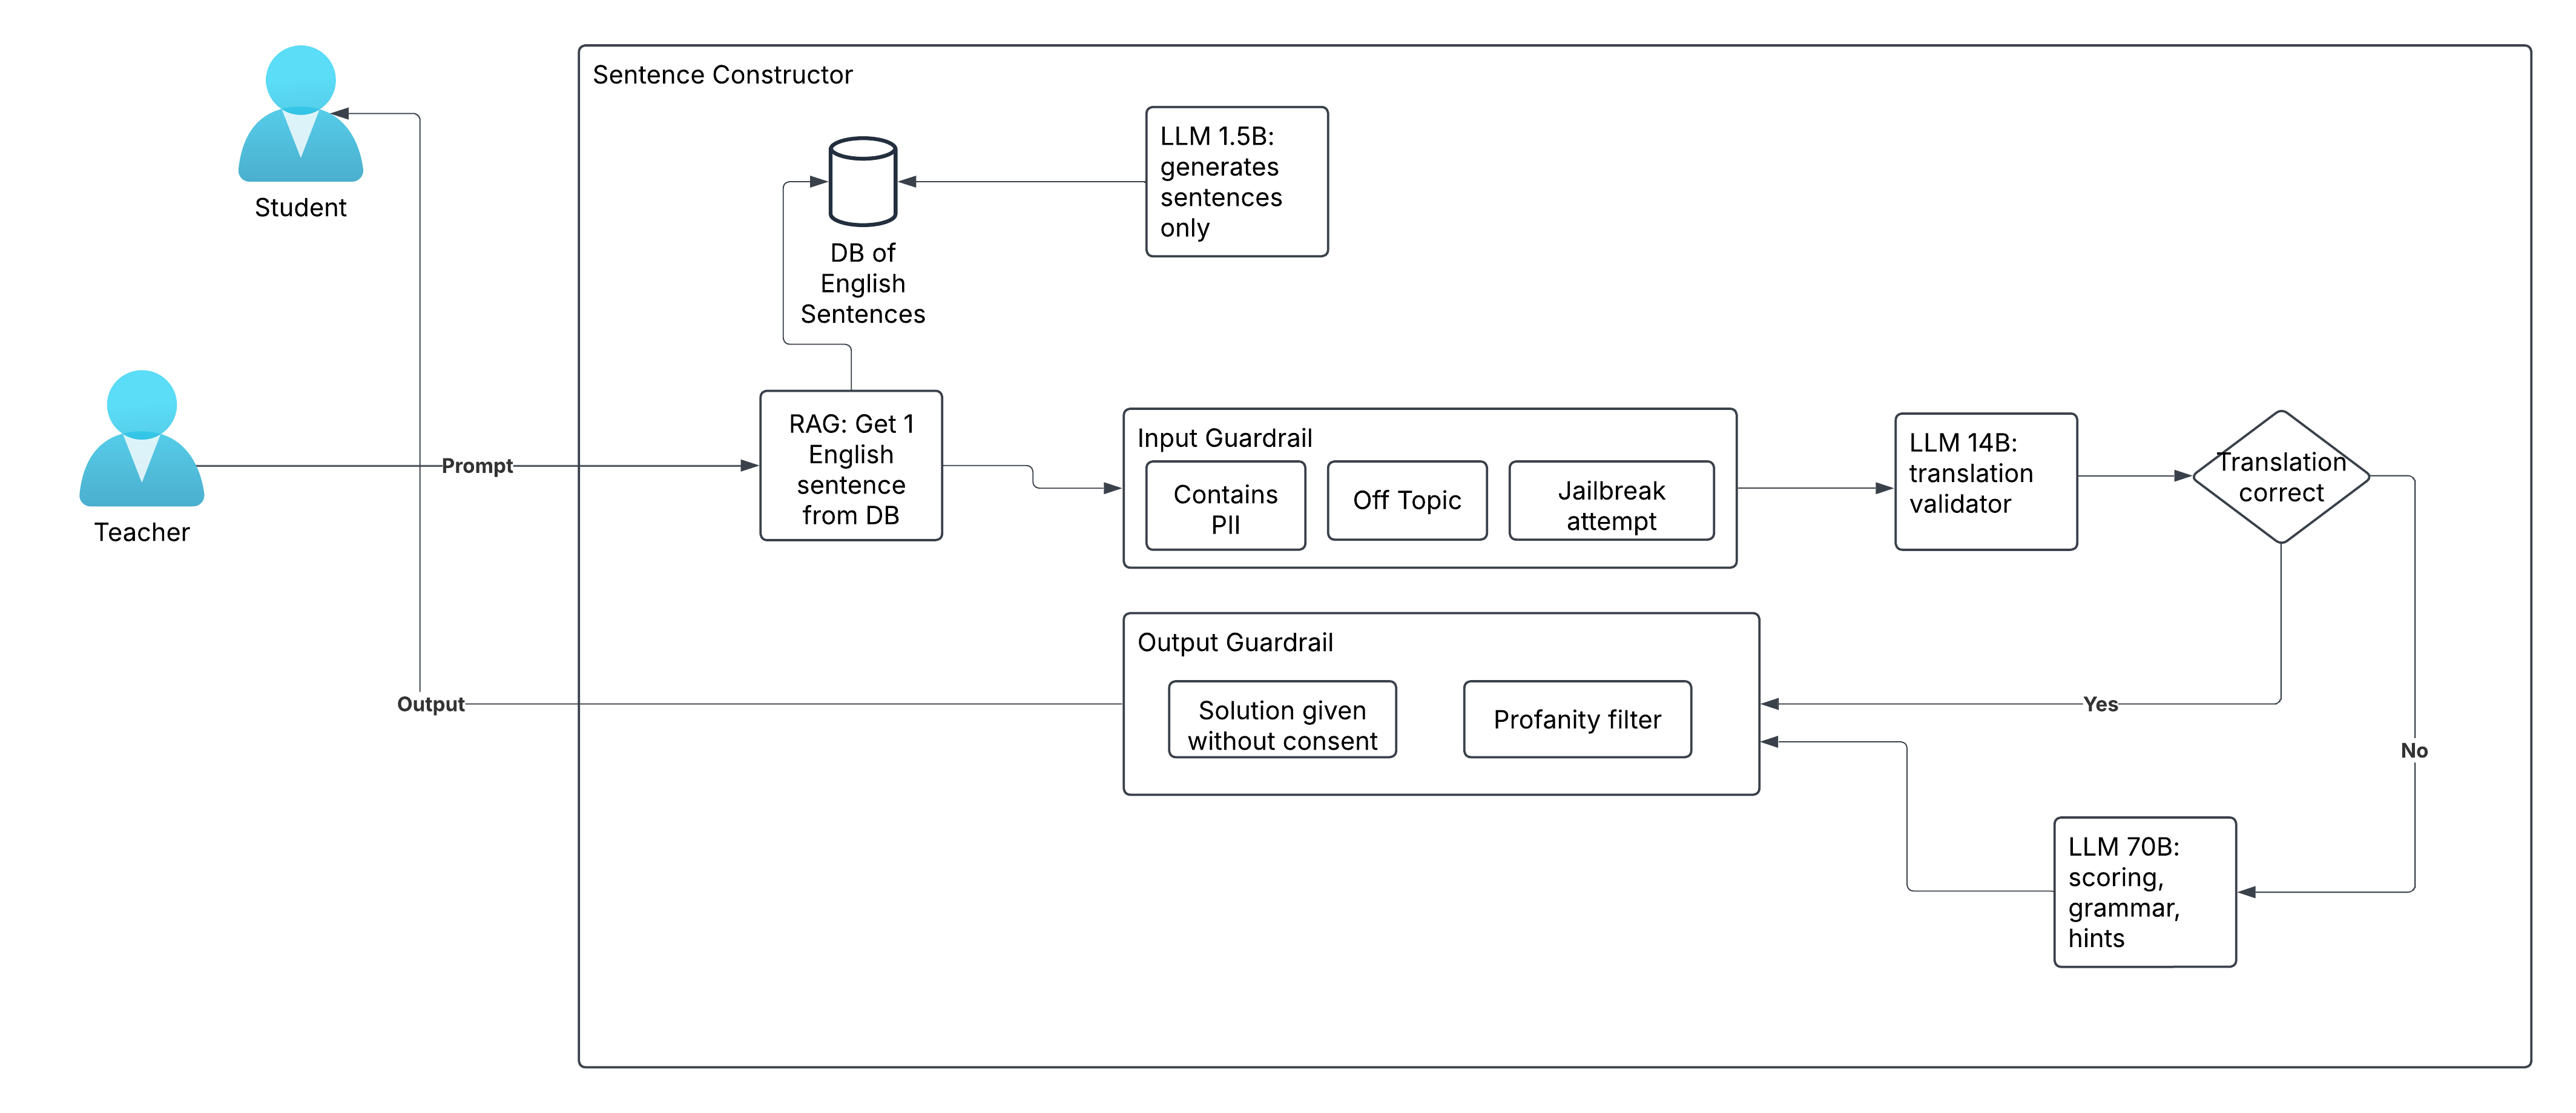 Sentence Constructor
Student
DB of
English
Sentences
LLM 1.5B:
generates
sentences
only
Teacher
Prompt
RAG: Get 1
English
sentence
from DB
Input Guardrail
Contains
PII
Off Topic
Jailbreak
attempt
LLM 14B:
translation
validator
Translation
correct
Output Guardrail
Solution given
without consent
Profanity filter
Output
Yes
No
LLM 70B:
scoring,
grammar,
hints